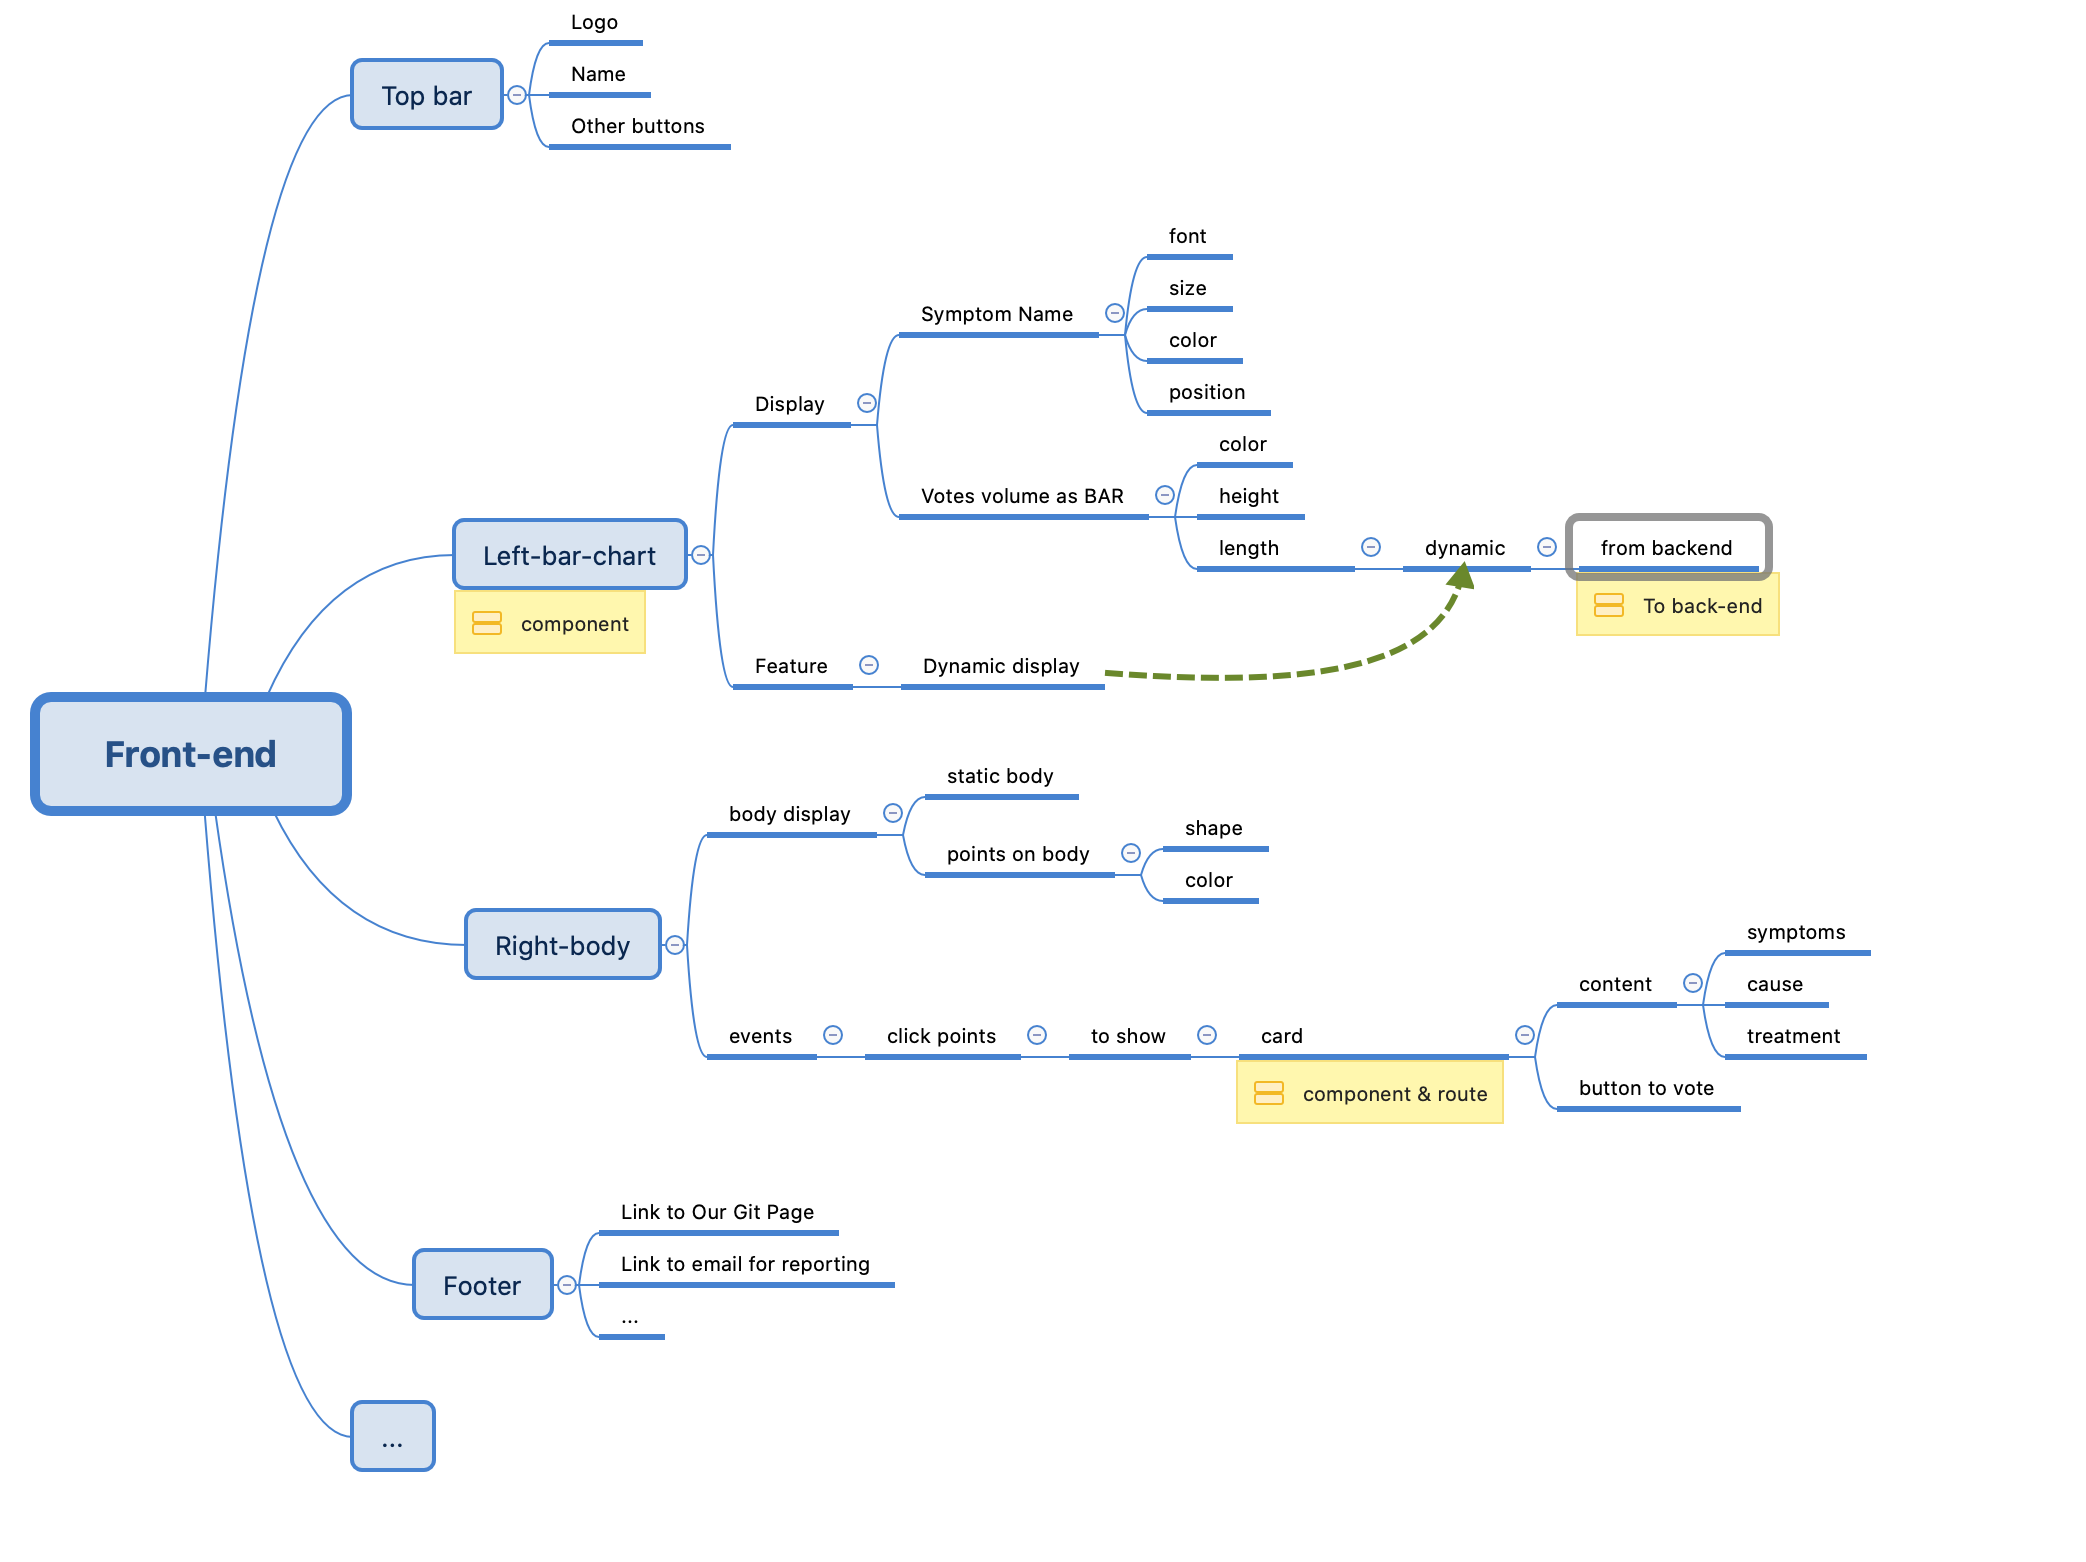 Logo
Top bar
Name
Other buttons
font
size
Symptom Name
color
position
Display
color
Votes volume as BAR
height
length
dynamic
from backend
To back-end
Left-bar-chart
component
Feature
Dynamic display
Front-end
static body
body display
points on body
shape
color
Right-body
symptoms
content
cause
treatment
events
click points
to show
card
component & route
button to vote
Link to Our Git Page
Link to email for reporting
Footer
...
...